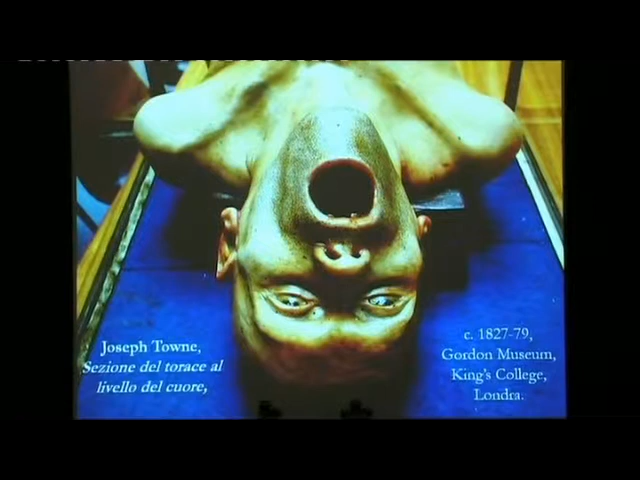 Joseph Towne,
Sezione del torace al
livello del cuore,
c. 1827-79,
Gordon Museum,
King's College,
Londra.